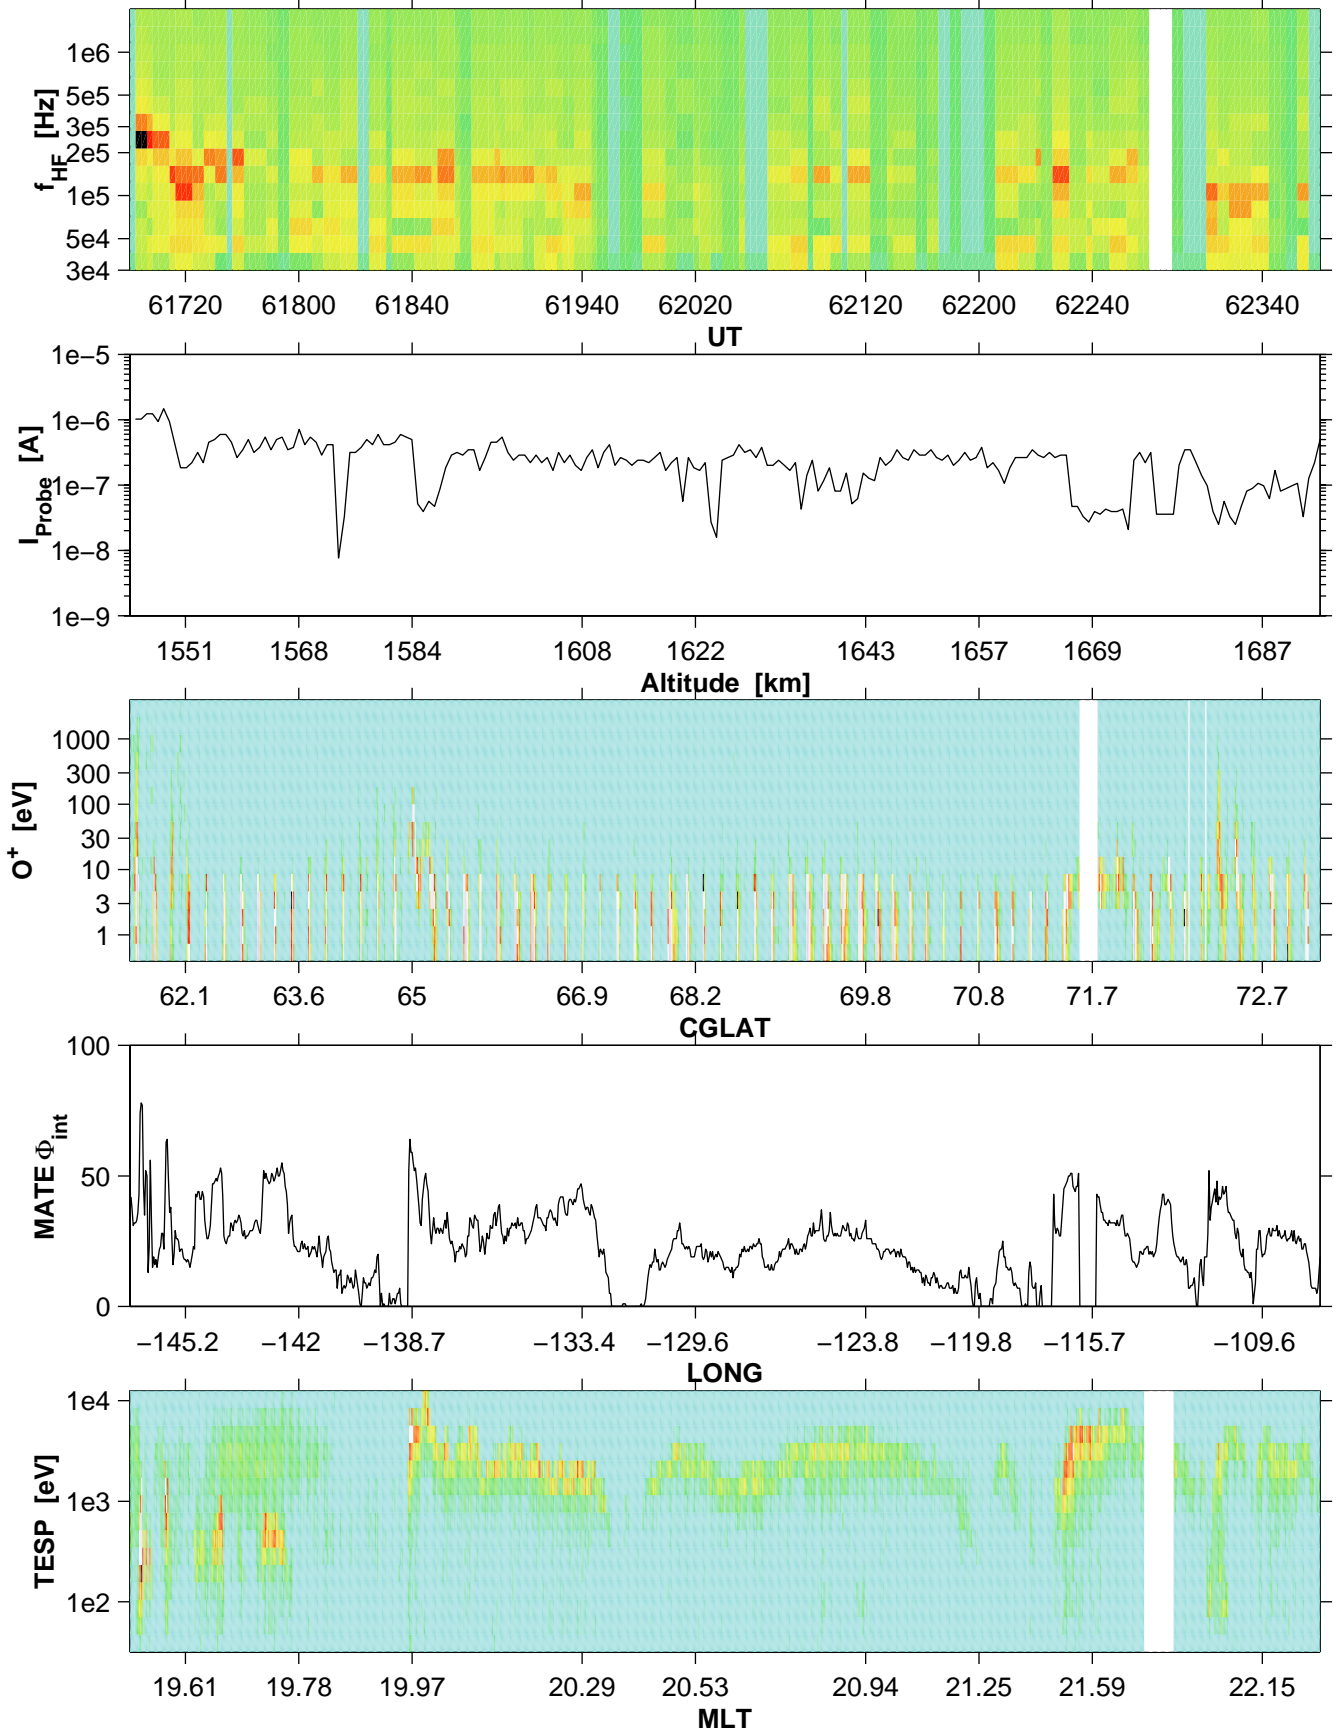 1e6
5e5
3e5
2e5
1e5
5e4
3e4
f_HF [Hz]
61720 61800 61840 61940 62020 62120 62200 62240 62340
UT
1e−5
1e−6
1e−7
1e−8
1e−9
I_Probe [A]
1551 1568 1584 1608 1622 1643 1657 1669 1687
Altitude [km]
1000
300
100
30
10
3
1
O⁺ [eV]
62.1 63.6 65 66.9 68.2 69.8 70.8 71.7 72.7
CGLAT
100
50
0
MATE Φ_int
−145.2 −142 −138.7 −133.4 −129.6 −123.8 −119.8 −115.7 −109.6
LONG
1e4
1e3
1e2
TESP [eV]
19.61 19.78 19.97 20.29 20.53 20.94 21.25 21.59 22.15
MLT